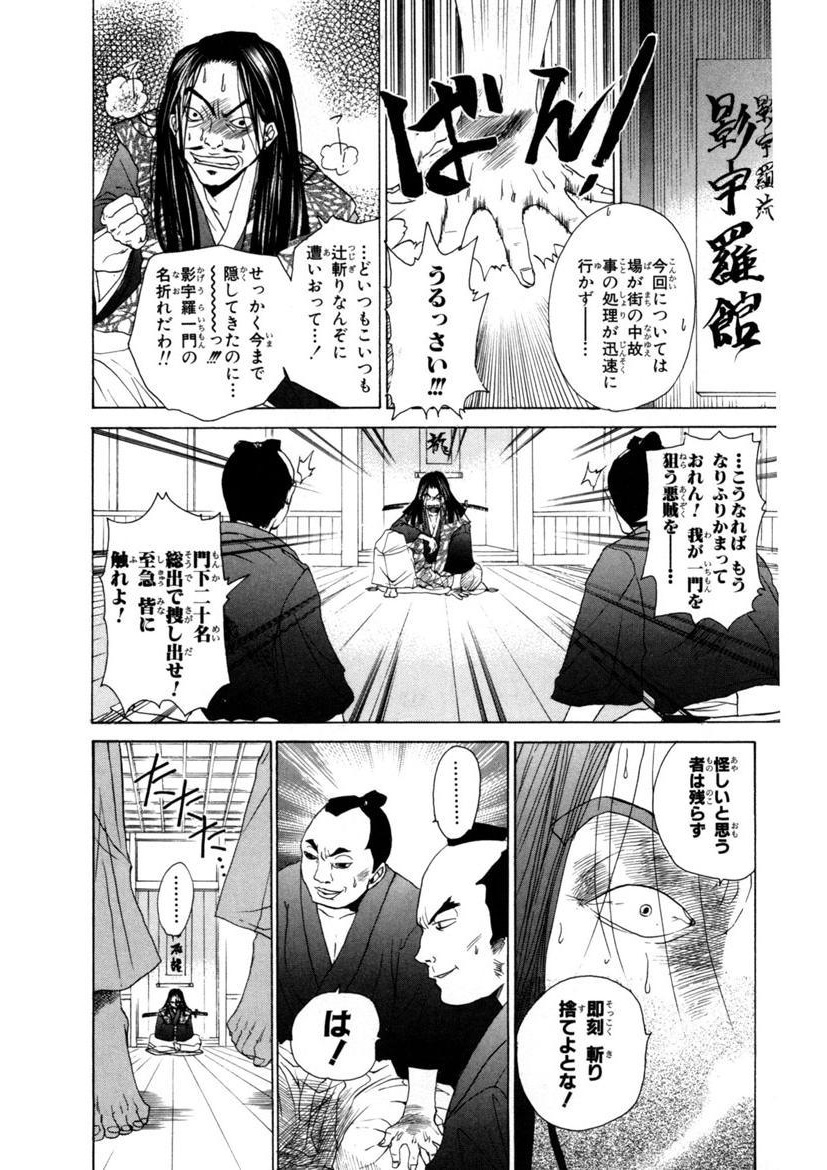 影宇羅流
影宇羅館
ばん!
今回については
場が街の中故
事の処理が迅速に
行かず━━
うるっさい!!!
…どいつもこいつも
辻斬りなんぞに
遭いおって…!
せっかく今まで
隠してきたのに…
〜〜〜〜っ!!!
影宇羅一門の
名折れだわ!!
…こうなれば もう
なりふりかまって
おれん! 我が一門を
狙う悪賊を━━
龍
門下二十名
総出で捜し出せ!
至急 皆に
触れよ!
怪しいと思う
者は残らず
即刻 斬り
捨てよとな!
………
は!
たたた…
………